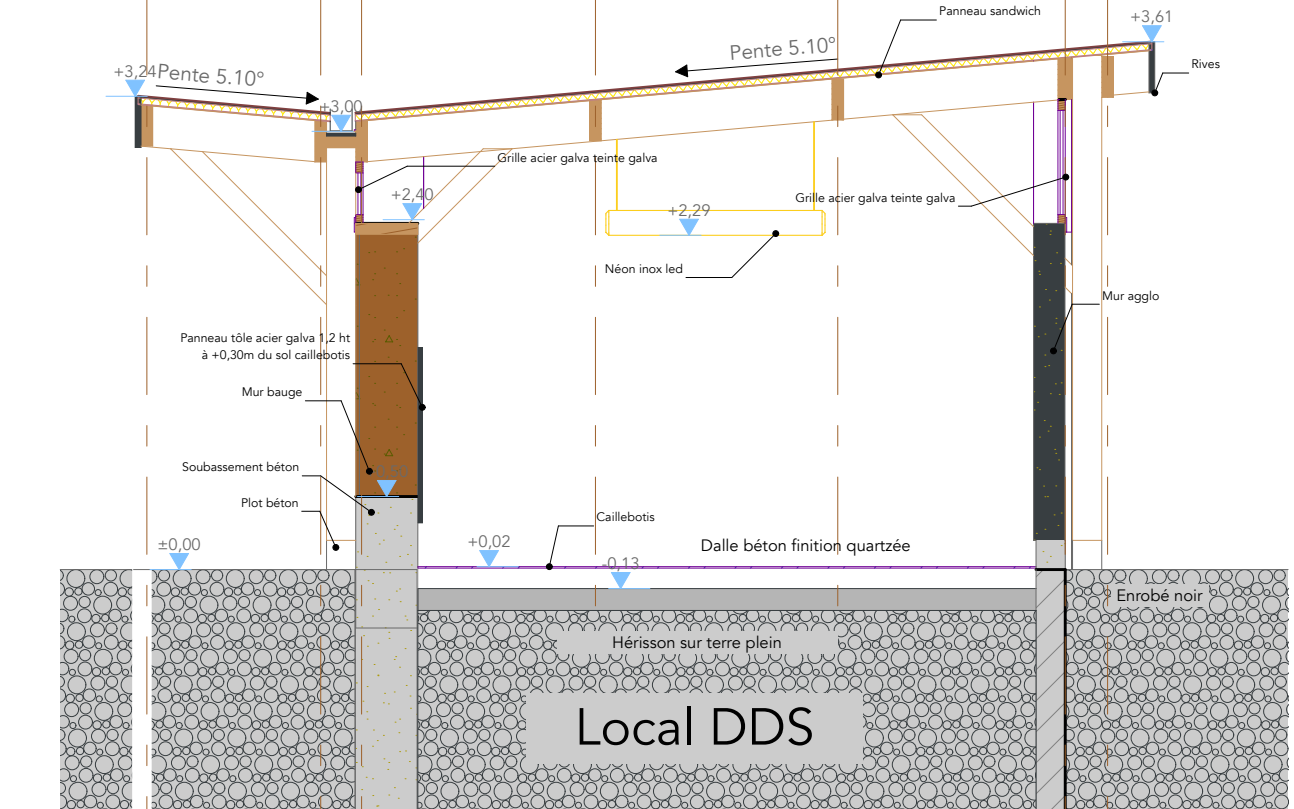 Panneau sandwich
+3,61
Pente 5.10°
+3,24
Pente 5.10°
Rives
+3,00
Grille acier galva teinte galva
+2,40
Grille acier galva teinte galva
+2,29
Néon inox led
Mur agglo
Panneau tôle acier galva 1,2 ht
à +0,30m du sol caillebotis
Mur bauge
Soubassement béton
Plot béton
Caillebotis
±0,00
+0,02
Dalle béton finition quartzée
-0,13
Enrobé noir
Hérisson sur terre plein
Local DDS